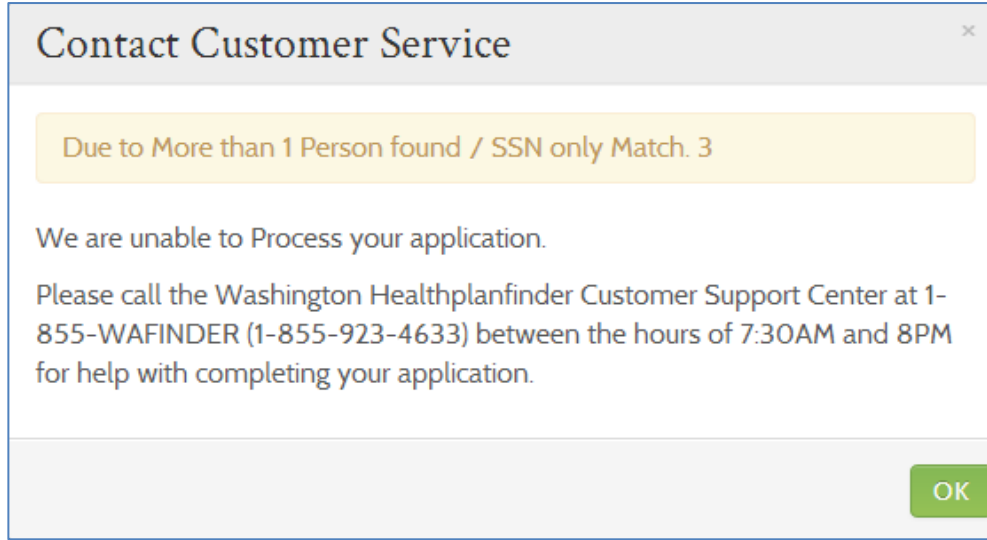 Contact Customer Service
×
Due to More than 1 Person found / SSN only Match. 3
We are unable to Process your application.
Please call the Washington Healthplanfinder Customer Support Center at 1-
855-WAFINDER (1-855-923-4633) between the hours of 7:30AM and 8PM
for help with completing your application.
OK